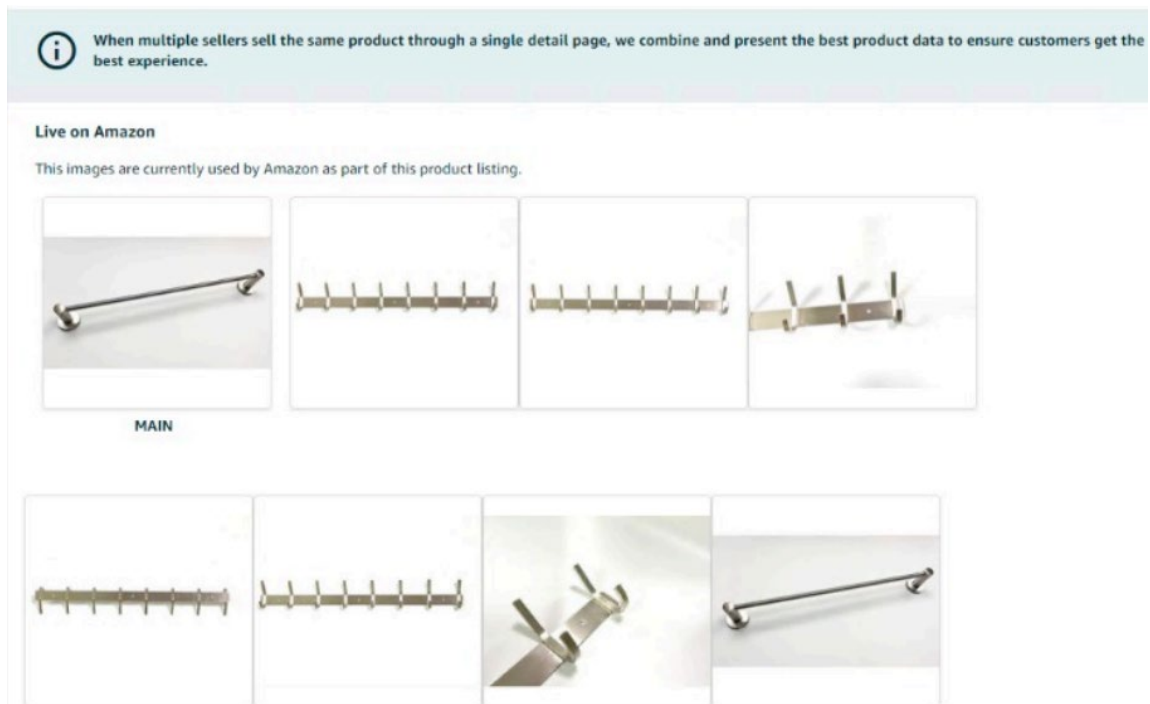 When multiple sellers sell the same product through a single detail page, we combine and present the best product data to ensure customers get the
best experience.
Live on Amazon
This images are currently used by Amazon as part of this product listing.
MAIN